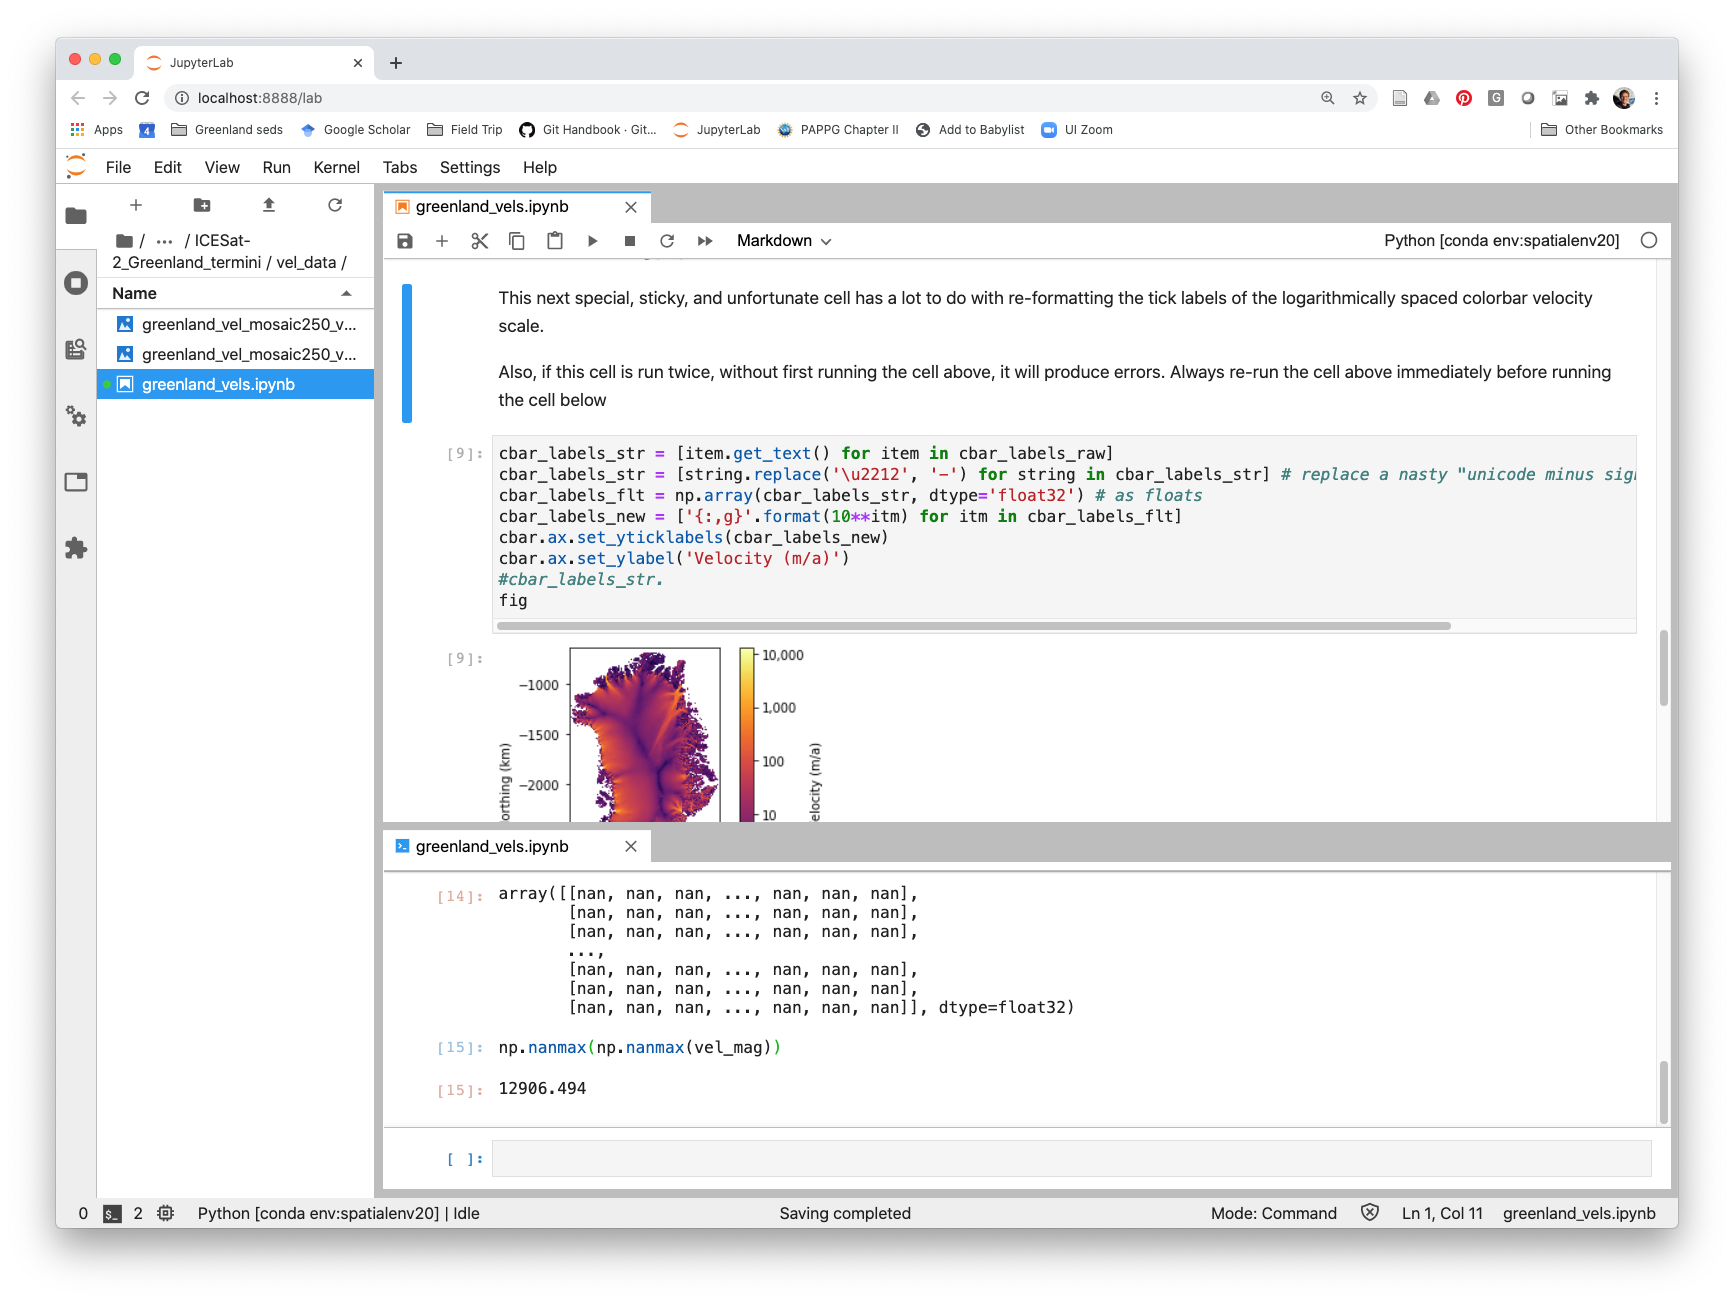 JupyterLab
localhost:8888/lab
Apps 4 Greenland seds Google Scholar Field Trip Git Handbook · Git... JupyterLab PAPPG Chapter II Add to Babylist UI Zoom Other Bookmarks
File Edit View Run Kernel Tabs Settings Help
/ ... / ICESat-
2_Greenland_termini / vel_data /
Name
greenland_vel_mosaic250_v...
greenland_vel_mosaic250_v...
greenland_vels.ipynb
greenland_vels.ipynb
Markdown Python [conda env:spatialenv20]
This next special, sticky, and unfortunate cell has a lot to do with re-formatting the tick labels of the logarithmically spaced colorbar velocity
scale.
Also, if this cell is run twice, without first running the cell above, it will produce errors. Always re-run the cell above immediately before running
the cell below
[9]: cbar_labels_str = [item.get_text() for item in cbar_labels_raw]
cbar_labels_str = [string.replace('\u2212', '-') for string in cbar_labels_str] # replace a nasty "unicode minus sig
cbar_labels_flt = np.array(cbar_labels_str, dtype='float32') # as floats
cbar_labels_new = ['{:,g}'.format(10**itm) for itm in cbar_labels_flt]
cbar.ax.set_yticklabels(cbar_labels_new)
cbar.ax.set_ylabel('Velocity (m/a)')
#cbar_labels_str.
fig
[9]:
10,000
−1000
1,000
−1500
100
−2000
10
orthing (km)
elocity (m/a)
greenland_vels.ipynb
[14]: array([[nan, nan, nan, ..., nan, nan, nan],
[nan, nan, nan, ..., nan, nan, nan],
[nan, nan, nan, ..., nan, nan, nan],
...,
[nan, nan, nan, ..., nan, nan, nan],
[nan, nan, nan, ..., nan, nan, nan],
[nan, nan, nan, ..., nan, nan, nan]], dtype=float32)
[15]: np.nanmax(np.nanmax(vel_mag))
[15]: 12906.494
[ ]:
0 $_ 2 Python [conda env:spatialenv20] | Idle Saving completed Mode: Command Ln 1, Col 11 greenland_vels.ipynb